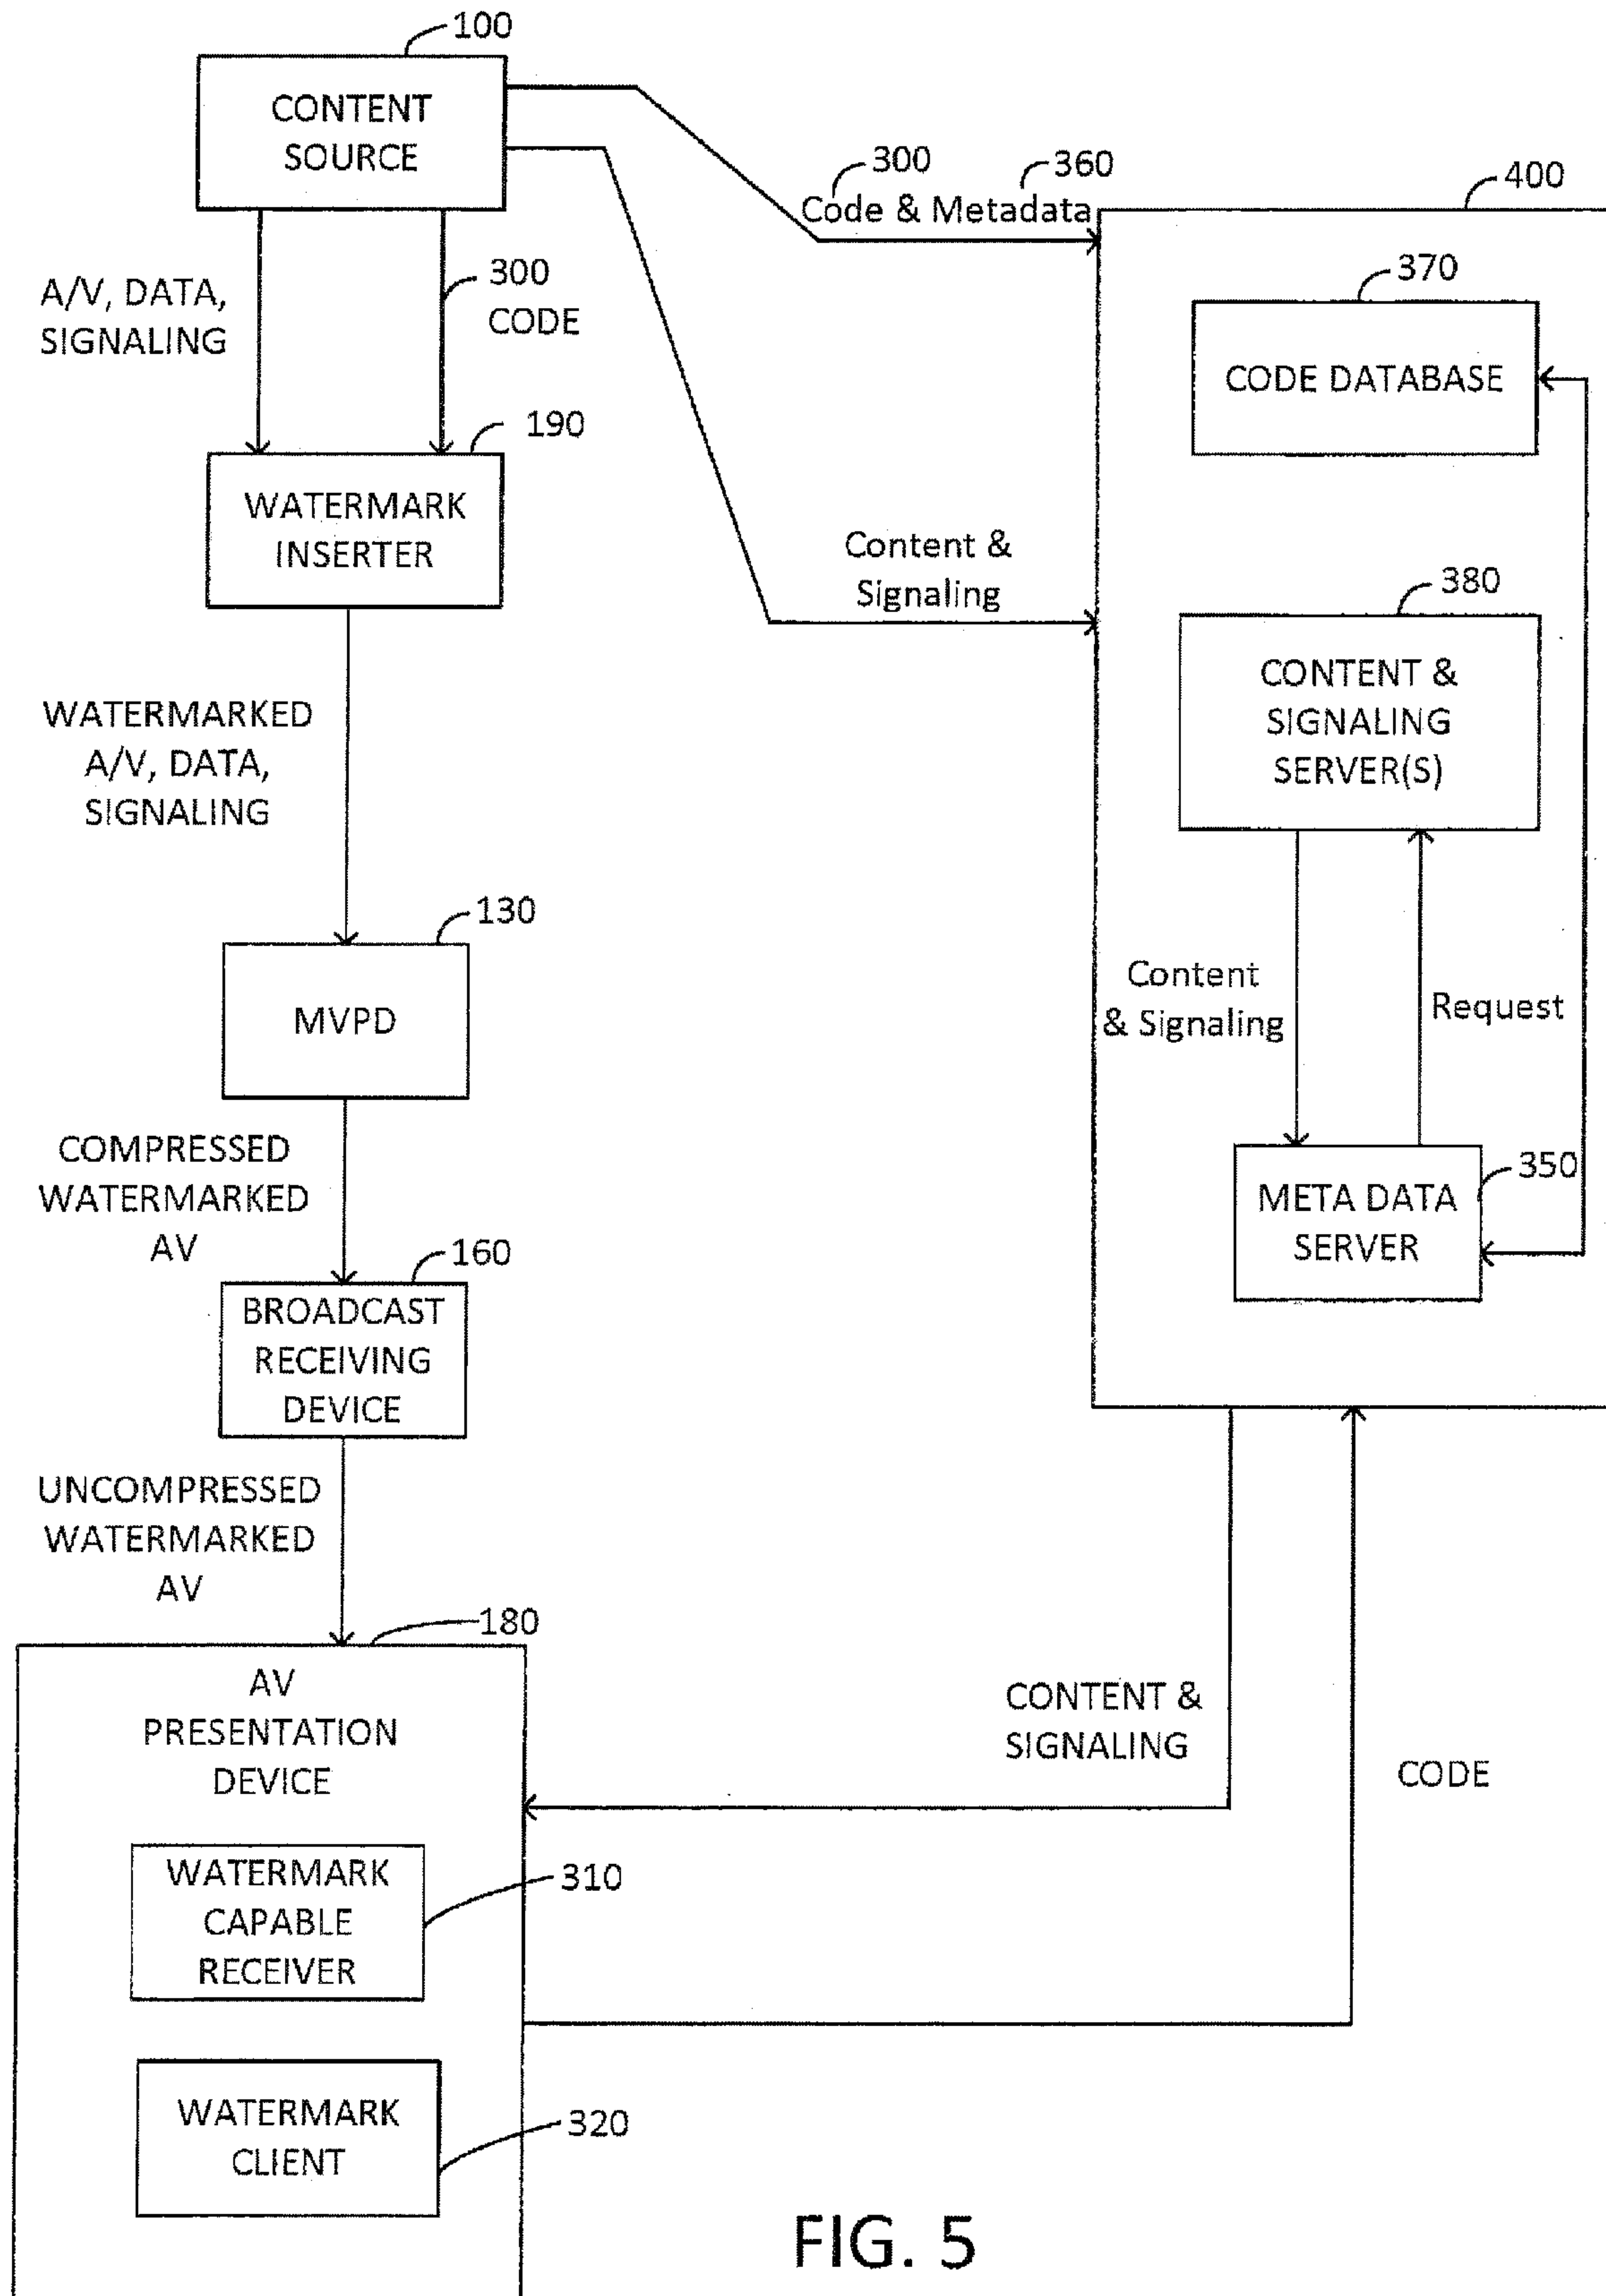 100
CONTENT
SOURCE
300
360
Code & Metadata
400
A/V, DATA,
SIGNALING
300
CODE
370
CODE DATABASE
190
WATERMARK
INSERTER
Content &
Signaling
380
CONTENT &
SIGNALING
SERVER(S)
WATERMARKED
A/V, DATA,
SIGNALING
130
MVPD
Content
& Signaling
Request
COMPRESSED
WATERMARKED
AV
350
META DATA
SERVER
160
BROADCAST
RECEIVING
DEVICE
UNCOMPRESSED
WATERMARKED
AV
180
AV
PRESENTATION
DEVICE
CONTENT &
SIGNALING
CODE
WATERMARK
CAPABLE
RECEIVER
310
WATERMARK
CLIENT
320
FIG. 5